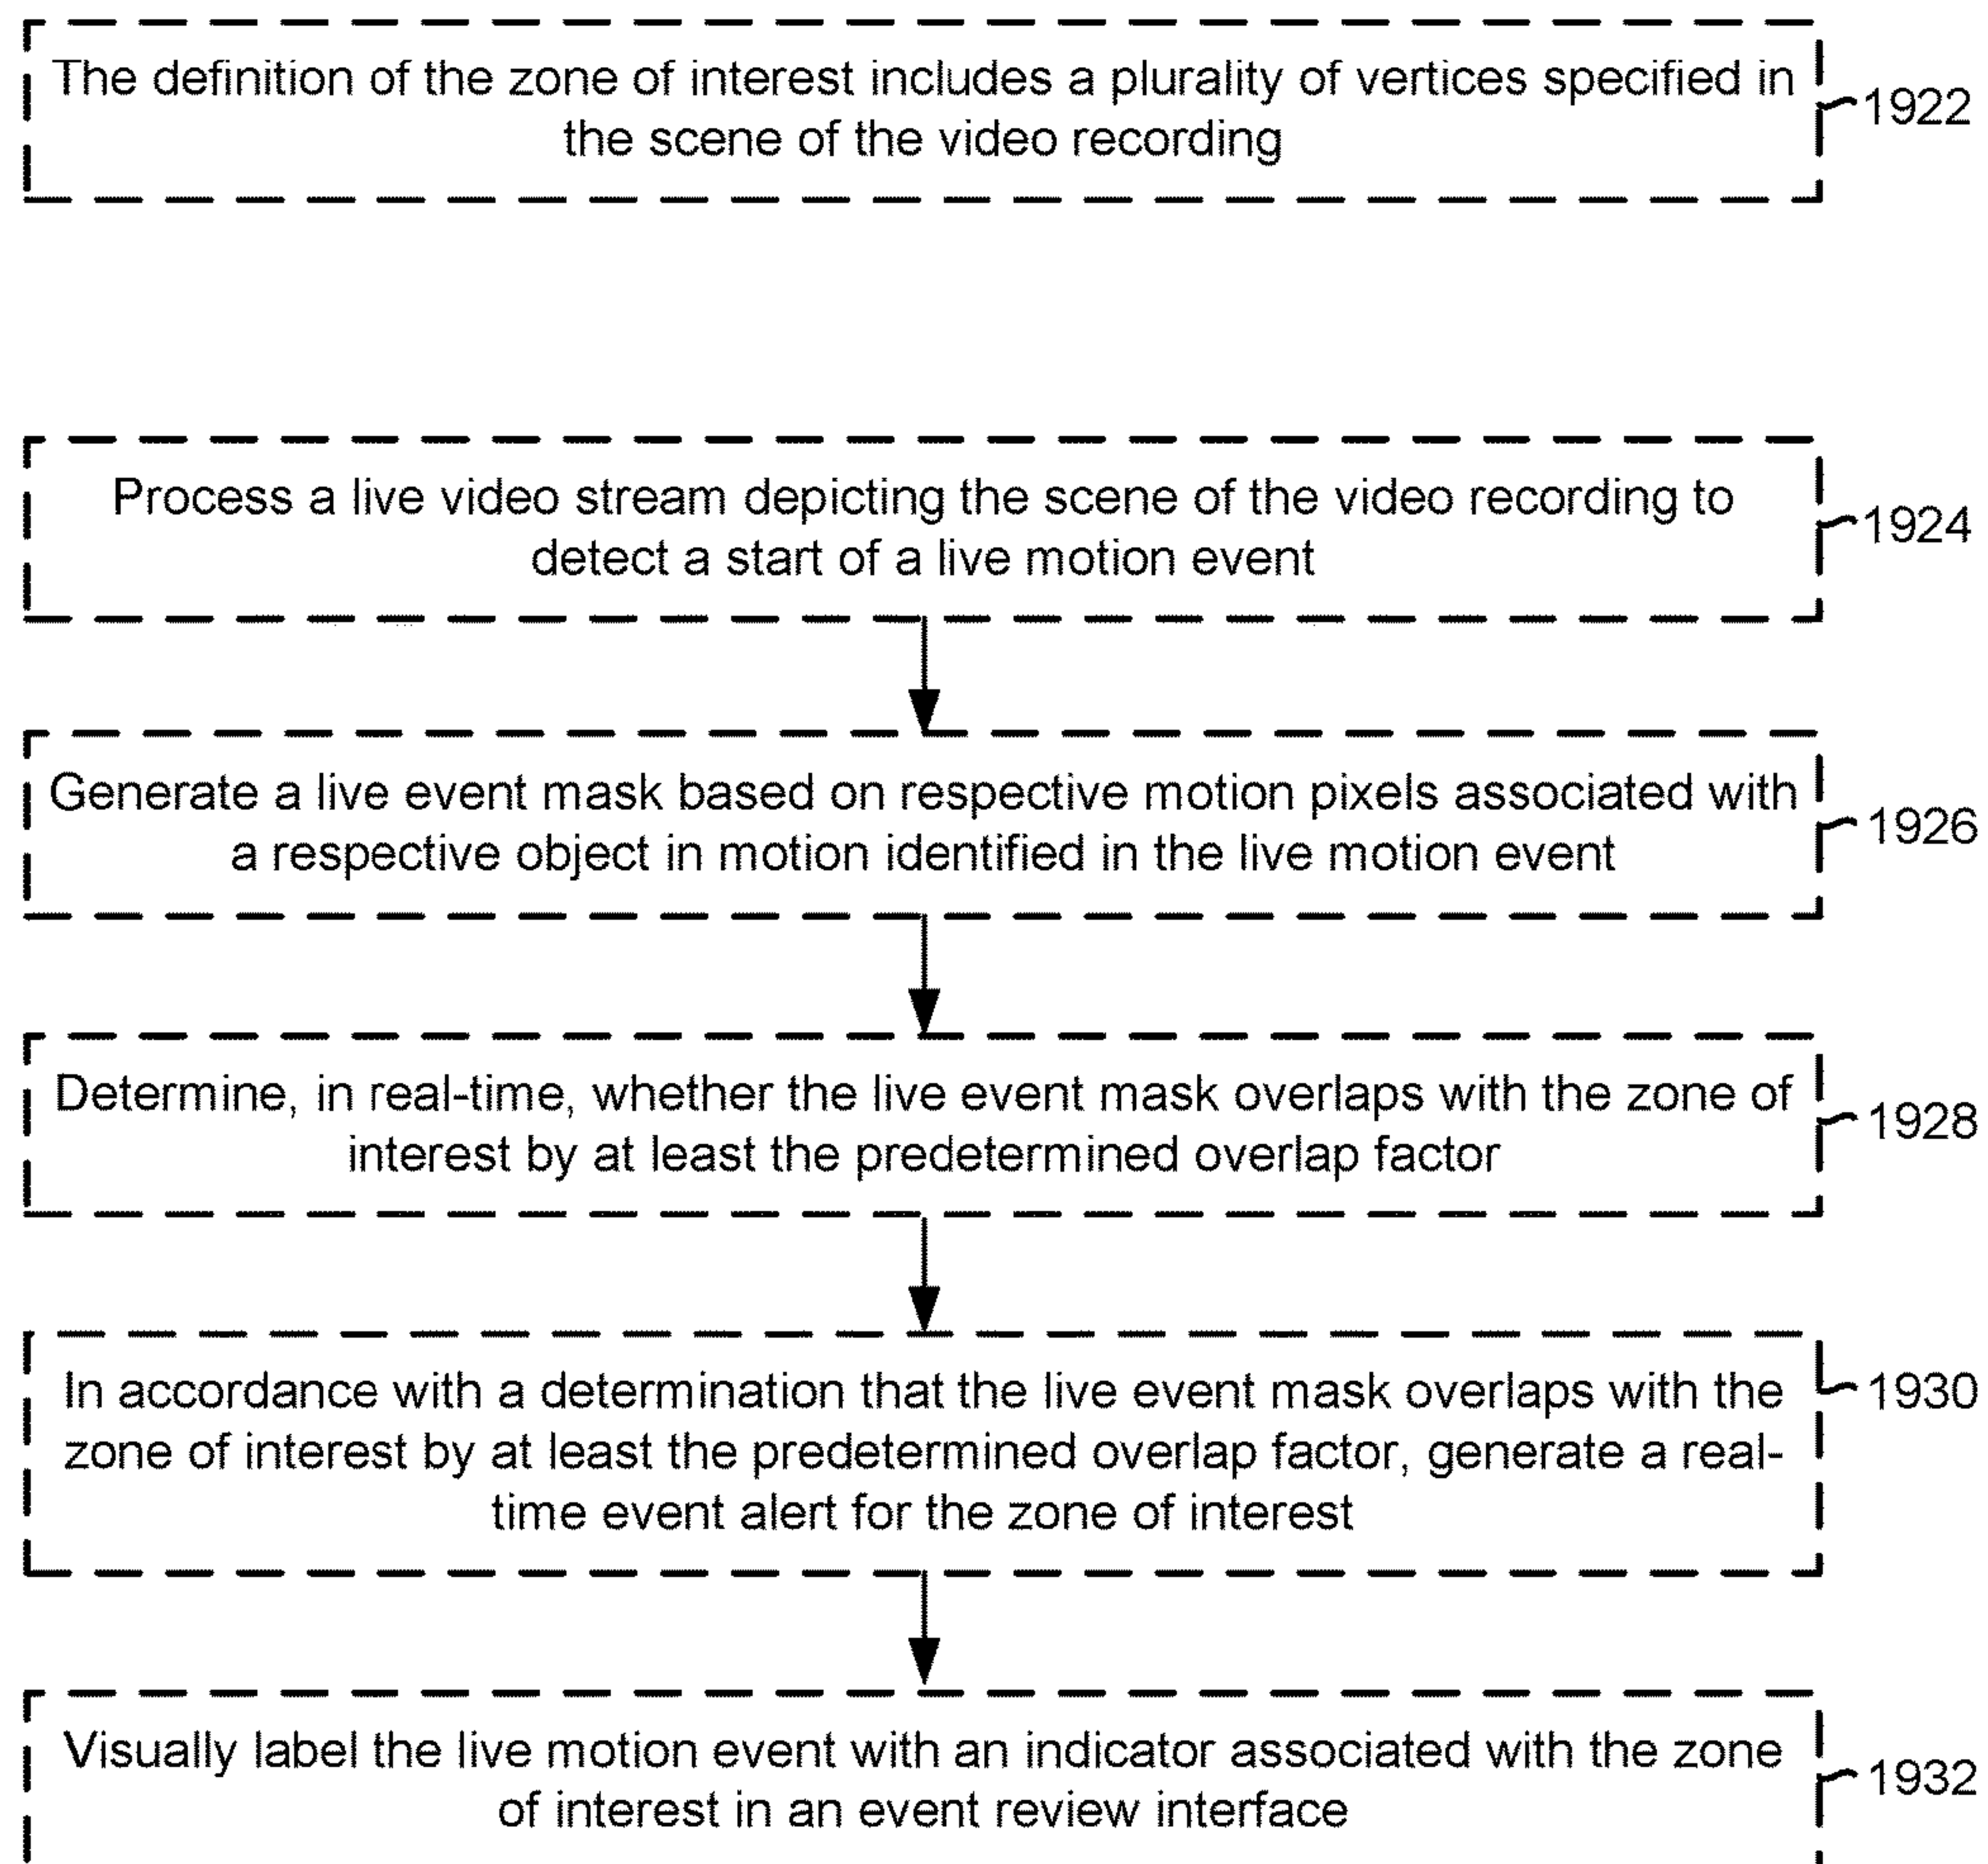 The definition of the zone of interest includes a plurality of vertices specified in
the scene of the video recording
1922
Process a live video stream depicting the scene of the video recording to
detect a start of a live motion event
1924
Generate a live event mask based on respective motion pixels associated with
a respective object in motion identified in the live motion event
1926
Determine, in real-time, whether the live event mask overlaps with the zone of
interest by at least the predetermined overlap factor
1928
In accordance with a determination that the live event mask overlaps with the
zone of interest by at least the predetermined overlap factor, generate a real-
time event alert for the zone of interest
1930
Visually label the live motion event with an indicator associated with the zone
of interest in an event review interface
1932